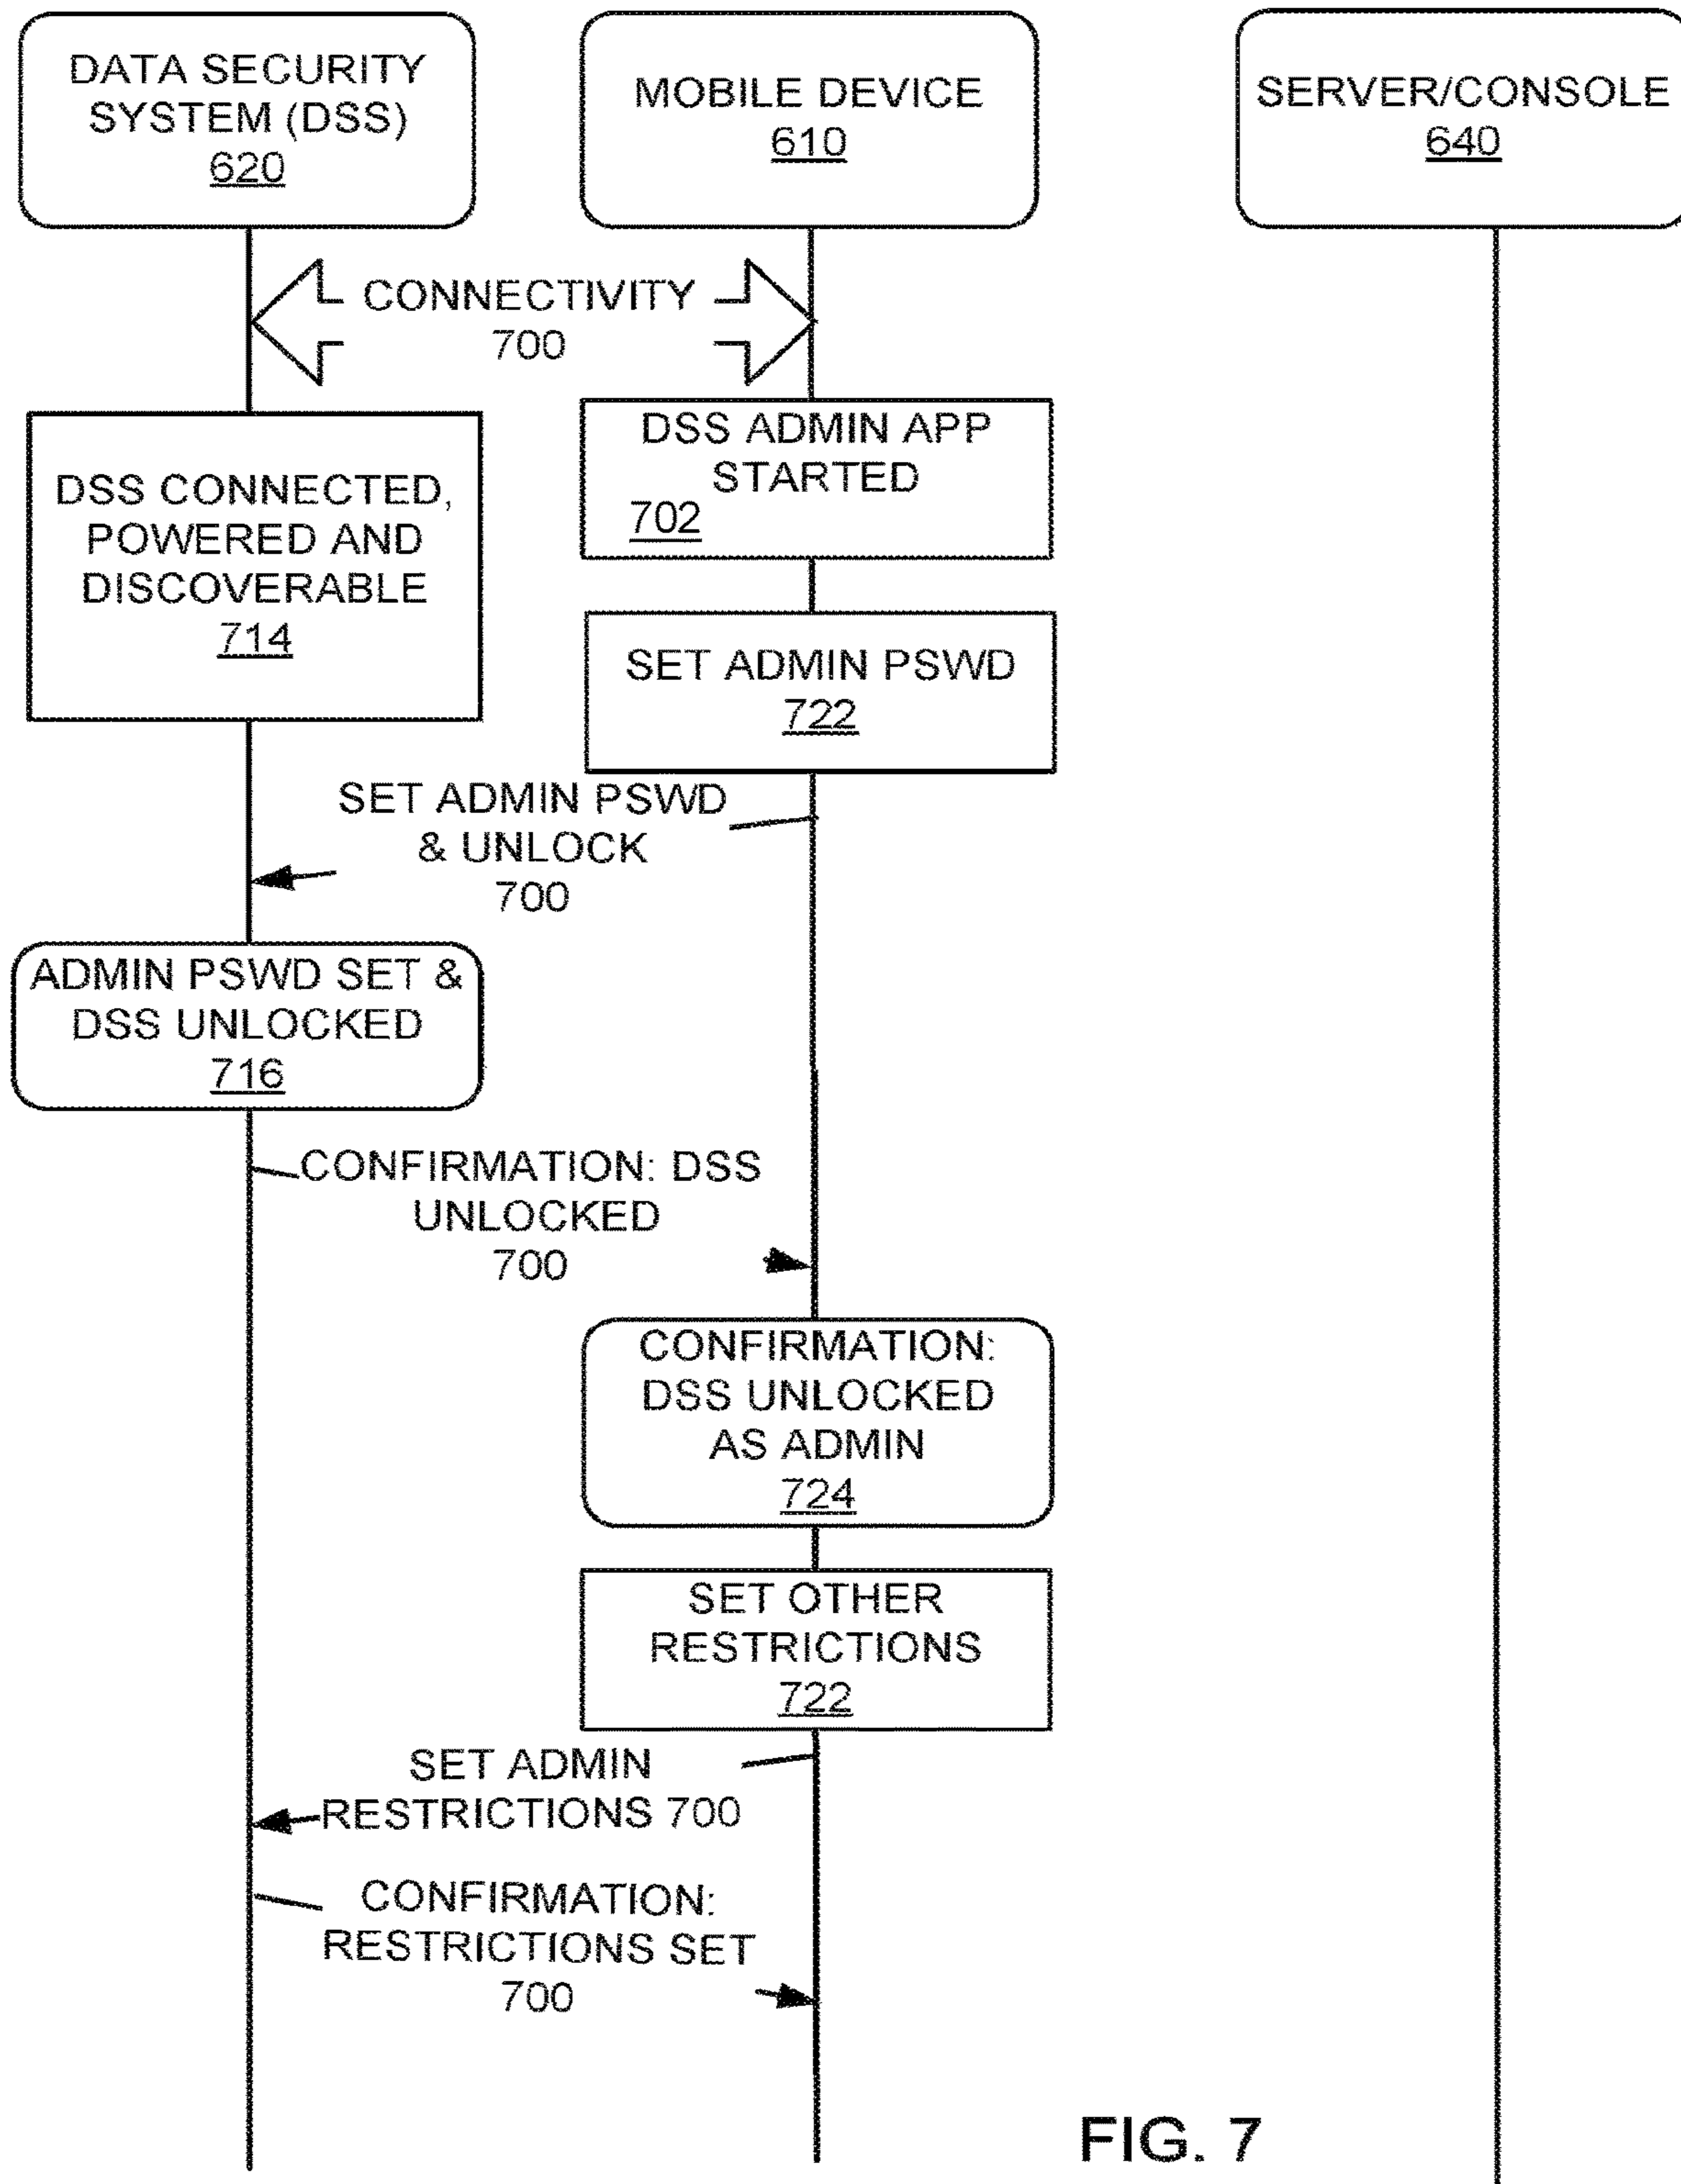 DATA SECURITY
SYSTEM (DSS)
620
MOBILE DEVICE
610
SERVER/CONSOLE
640
CONNECTIVITY
700
DSS ADMIN APP
STARTED
702
DSS CONNECTED,
POWERED AND
DISCOVERABLE
714
SET ADMIN PSWD
722
SET ADMIN PSWD
& UNLOCK
700
ADMIN PSWD SET &
DSS UNLOCKED
716
CONFIRMATION: DSS
UNLOCKED
700
CONFIRMATION:
DSS UNLOCKED
AS ADMIN
724
SET OTHER
RESTRICTIONS
722
SET ADMIN
RESTRICTIONS 700
CONFIRMATION:
RESTRICTIONS SET
700
FIG. 7